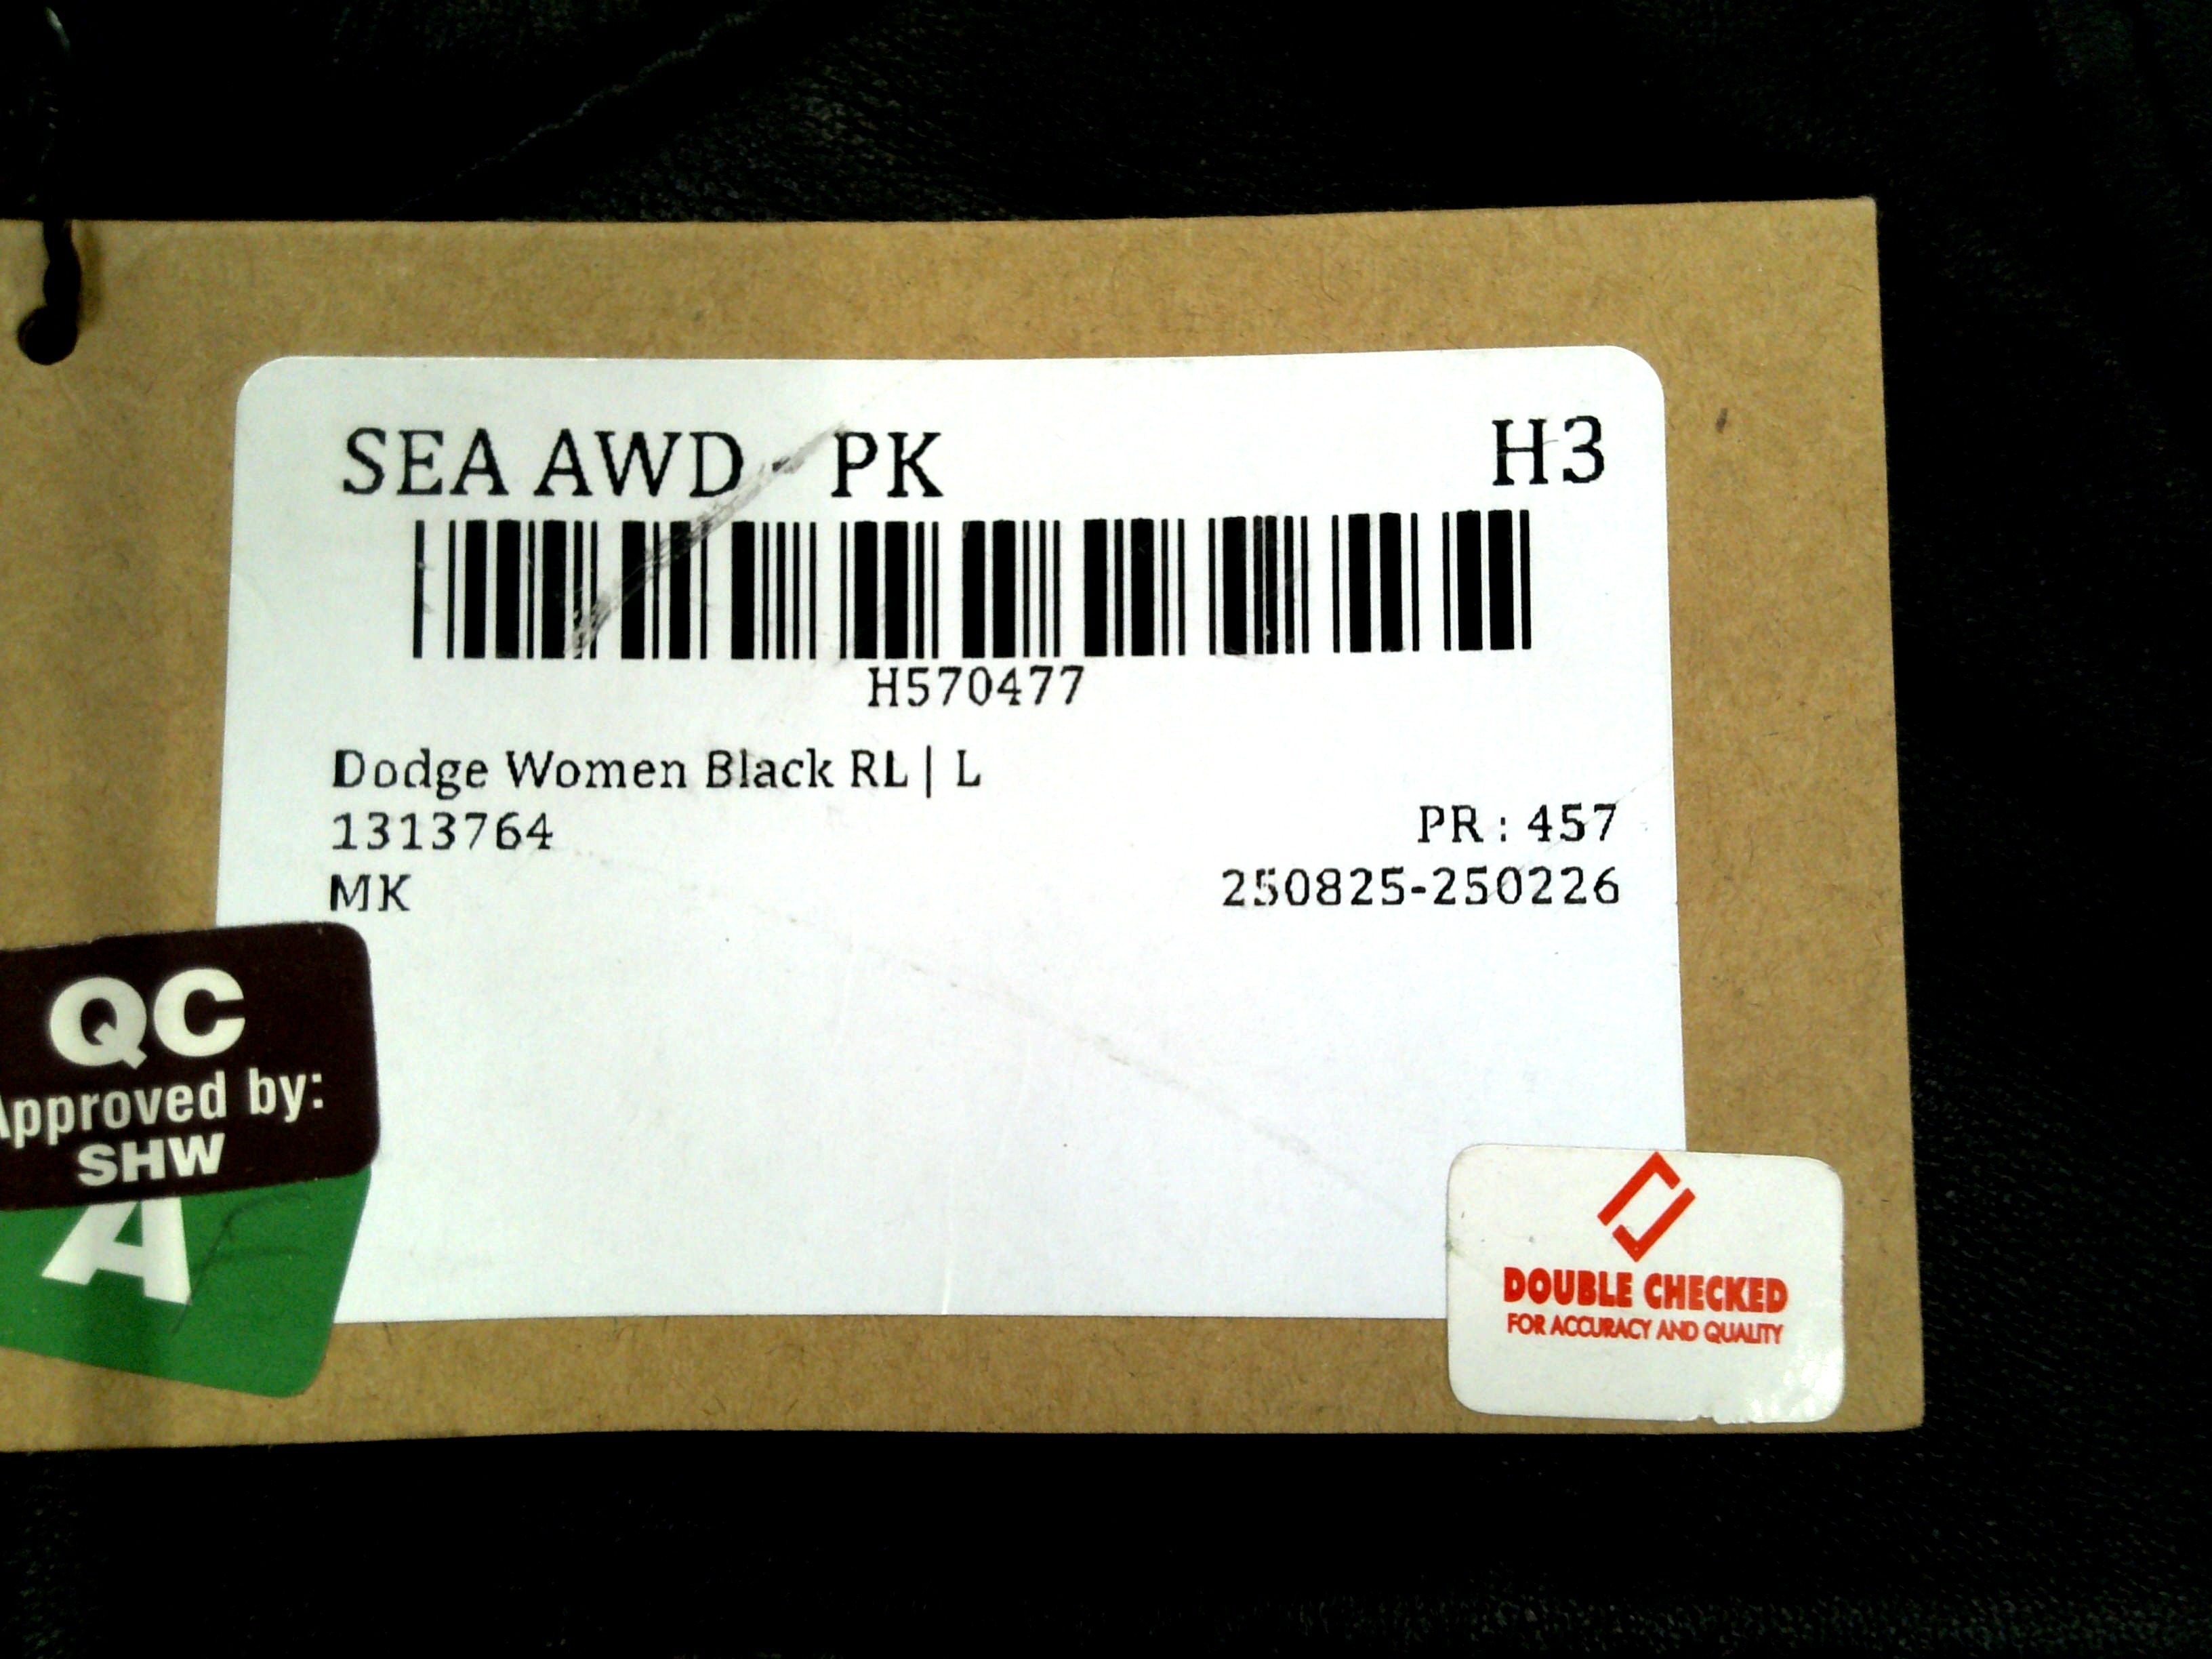 SEA AWD - PK
H3
H570477
Dodge Women Black RL | L
1313764
PR : 457
MK
250825-250226
QC
Approved by:
SHW
A
DOUBLE CHECKED
FOR ACCURACY AND QUALITY